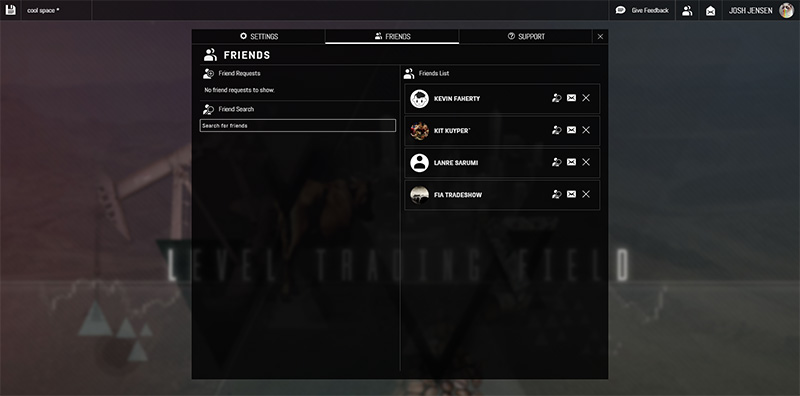 cool space *
Give Feedback
JOSH JENSEN
SETTINGS
FRIENDS
SUPPORT
FRIENDS
Friend Requests
No friend requests to show.
Friend Search
Search for friends
Friends List
KEVIN FAHERTY
KIT KUYPER`
LANRE SARUMI
FIA TRADESHOW
LEVEL TRADING FIELD